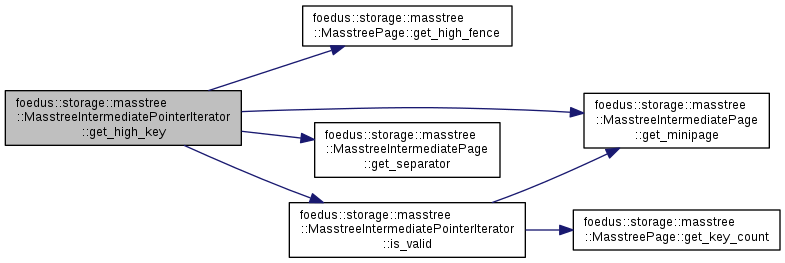 foedus::storage::masstree
::MasstreePage::get_high_fence
foedus::storage::masstree
::MasstreeIntermediatePointerIterator
::get_high_key
foedus::storage::masstree
::MasstreeIntermediatePage
::get_minipage
foedus::storage::masstree
::MasstreeIntermediatePage
::get_separator
foedus::storage::masstree
::MasstreeIntermediatePointerIterator
::is_valid
foedus::storage::masstree
::MasstreePage::get_key_count